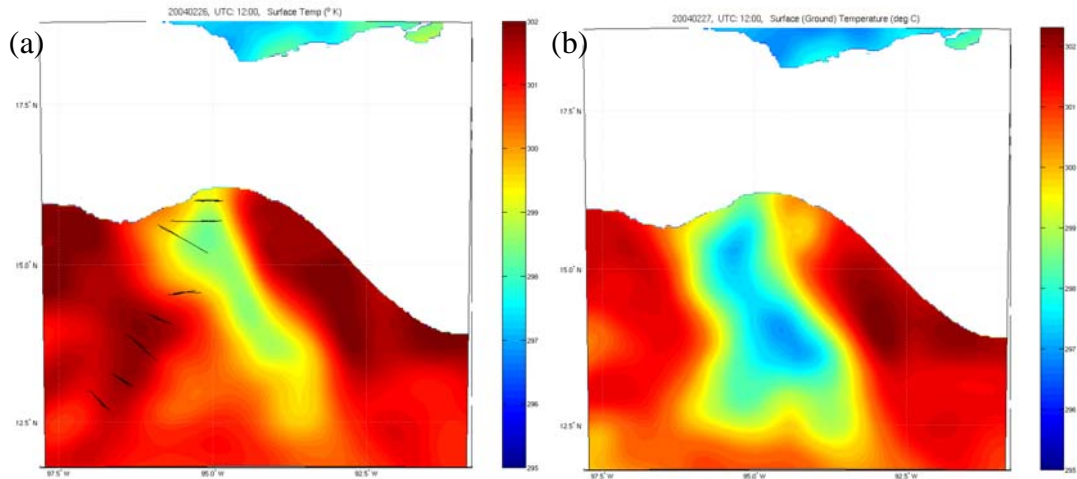 20040226, UTC: 12:00, Surface Temp (° K)
(a)
302
301
300
299
298
297
296
295
17.5° N
15.0° N
12.5° N
97.5° W
95.0° W
92.5° W
20040227, UTC: 12:00, Surface (Ground) Temperature (deg C)
(b)
302
301
300
299
298
297
296
295
17.5° N
15.0° N
12.5° N
97.5° W
95.0° W
92.5° W